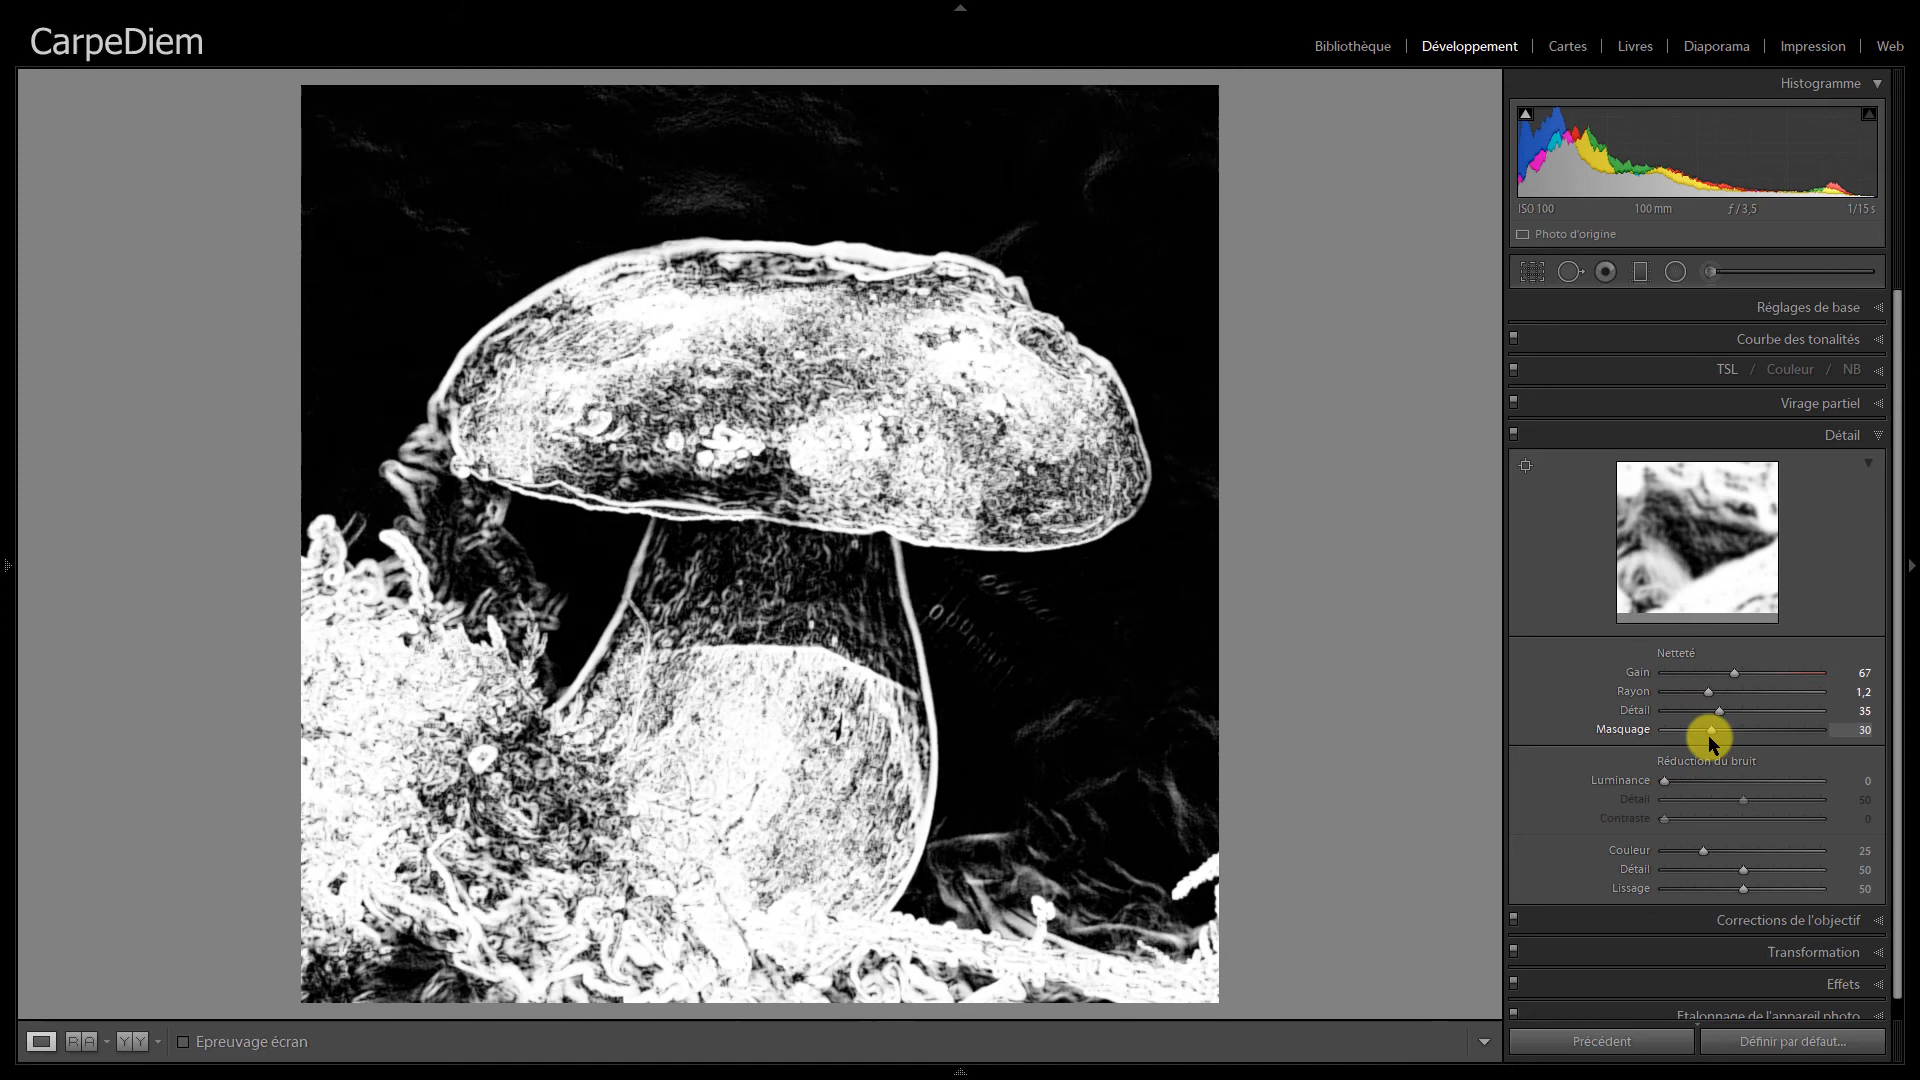 CarpeDiem
Bibliothèque | Développement | Cartes | Livres | Diaporama | Impression | Web
Histogramme
ISO 100 100 mm ƒ / 3,5 1/15 s
Photo d'origine
Réglages de base
Courbe des tonalités
TSL / Couleur / NB
Virage partiel
Détail
Netteté
Gain 67
Rayon 1,2
Détail 35
Masquage 30
Réduction du bruit
Luminance 0
Détail 50
Contraste 0
Couleur 25
Détail 50
Lissage 50
Corrections de l'objectif
Transformation
Effets
Etalonnage de l'appareil photo
R A Y Y Epreuvage écran
Précédent Définir par défaut...